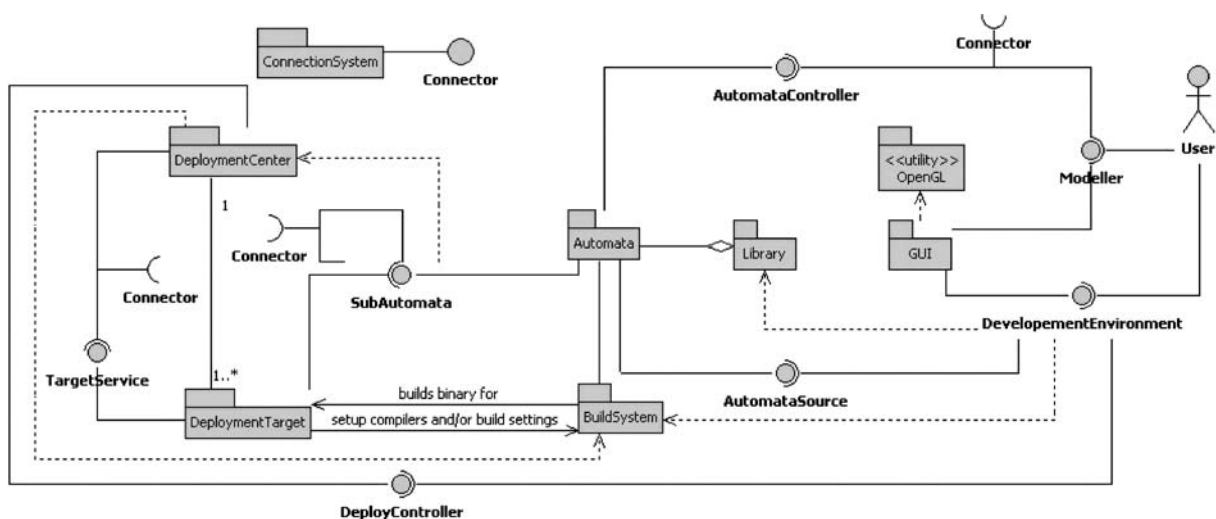 Connector
ConnectionSystem
Connector
AutomataController
DeploymentCenter
<<utility>>
OpenGL
User
Modeller
1
Automata
Library
GUI
Connector
Connector
SubAutomata
DevelopementEnvironment
TargetService
1..*
builds binary for
AutomataSource
DeploymentTarget
setup compilers and/or build settings
BuildSystem
DeployController